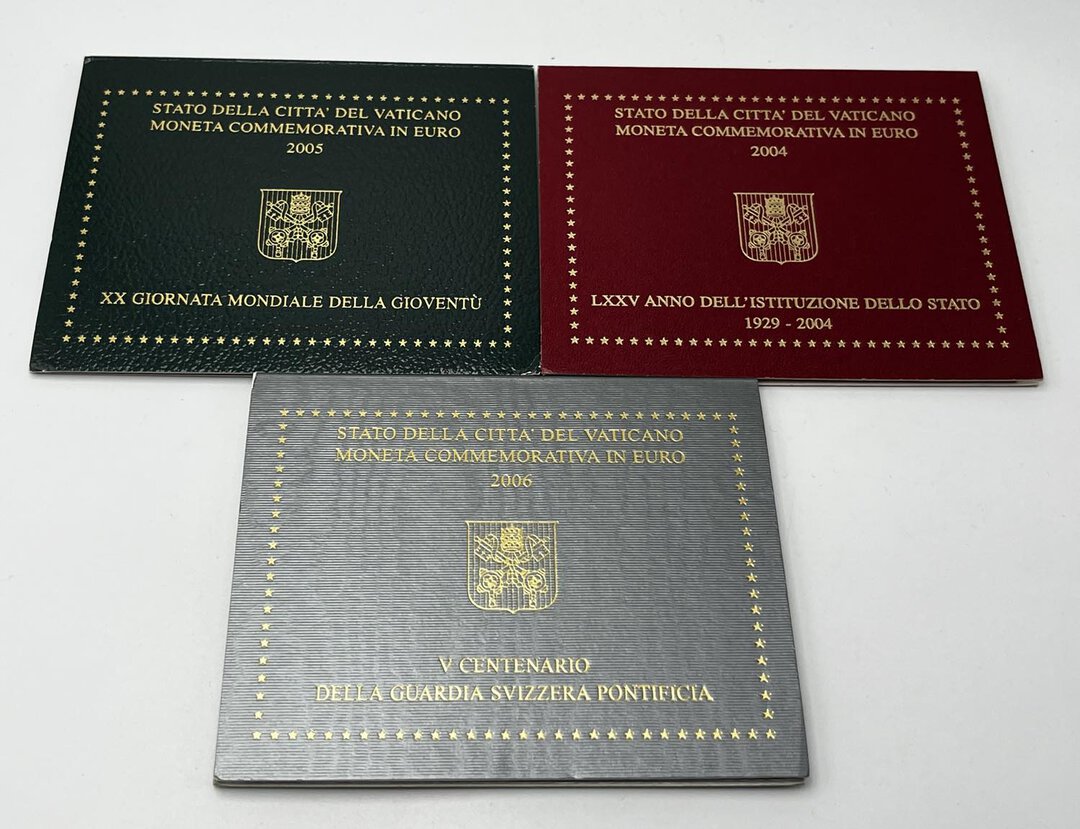 STATO DELLA CITTA' DEL VATICANO
MONETA COMMEMORATIVA IN EURO
2005
XX GIORNATA MONDIALE DELLA GIOVENTÙ
STATO DELLA CITTA' DEL VATICANO
MONETA COMMEMORATIVA IN EURO
2004
LXXV ANNO DELL'ISTITUZIONE DELLO STATO
1929 - 2004
STATO DELLA CITTA' DEL VATICANO
MONETA COMMEMORATIVA IN EURO
2006
V CENTENARIO
DELLA GUARDIA SVIZZERA PONTIFICIA